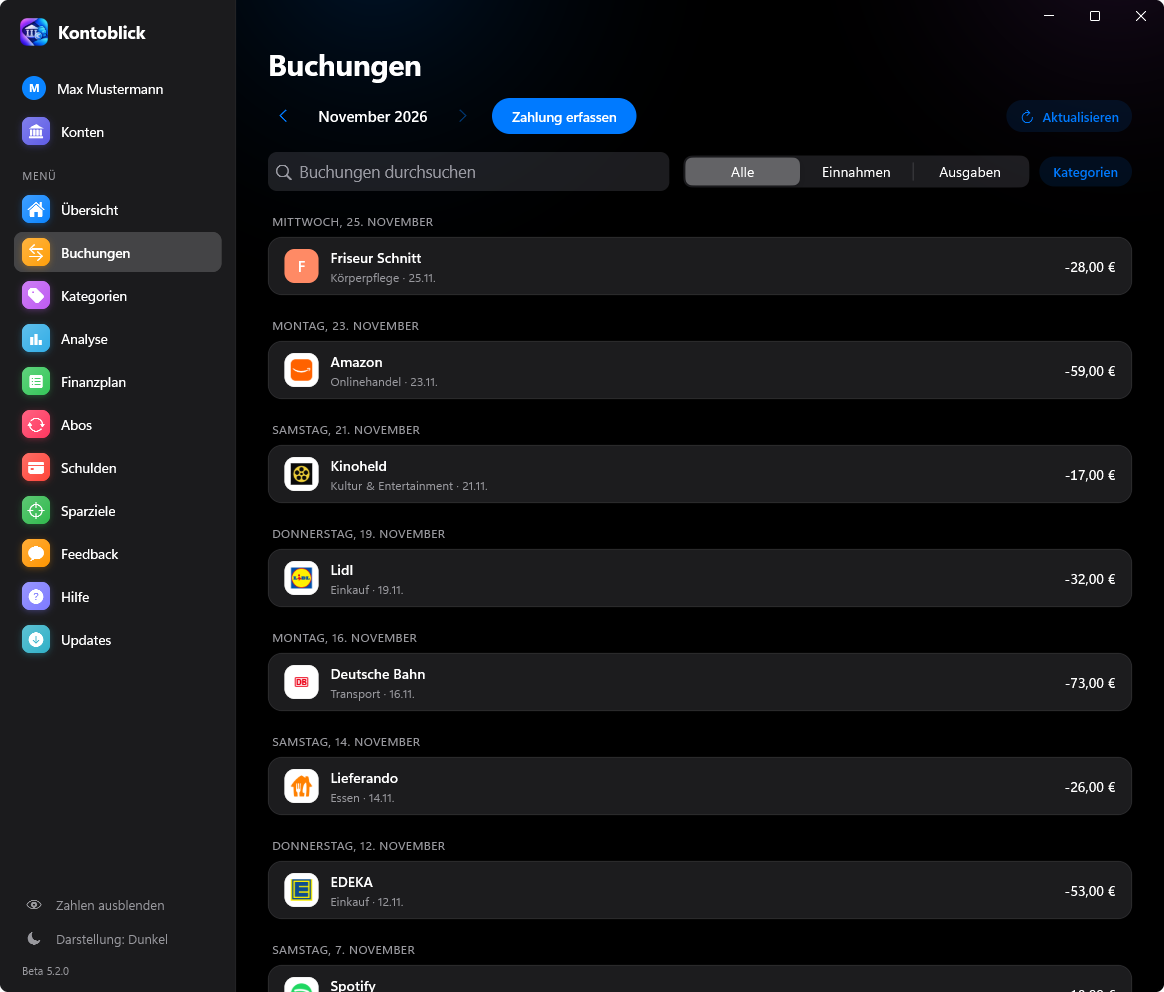 Kontoblick
M Max Mustermann
Konten
MENÜ
Übersicht
Buchungen
Kategorien
Analyse
Finanzplan
Abos
Schulden
Sparziele
Feedback
? Hilfe
Updates
Zahlen ausblenden
Darstellung: Dunkel
Beta 5.2.0
Buchungen
November 2026
Zahlung erfassen
Aktualisieren
Buchungen durchsuchen
Alle
Einnahmen
Ausgaben
Kategorien
MITTWOCH, 25. NOVEMBER
F
Friseur Schnitt
Körperpflege · 25.11.
-28,00 €
MONTAG, 23. NOVEMBER
Amazon
Onlinehandel · 23.11.
-59,00 €
SAMSTAG, 21. NOVEMBER
Kinoheld
Kultur & Entertainment · 21.11.
-17,00 €
DONNERSTAG, 19. NOVEMBER
LIDL
Lidl
Einkauf · 19.11.
-32,00 €
MONTAG, 16. NOVEMBER
DB
Deutsche Bahn
Transport · 16.11.
-73,00 €
SAMSTAG, 14. NOVEMBER
Lieferando
Essen · 14.11.
-26,00 €
DONNERSTAG, 12. NOVEMBER
E
EDEKA
Einkauf · 12.11.
-53,00 €
SAMSTAG, 7. NOVEMBER
Spotify